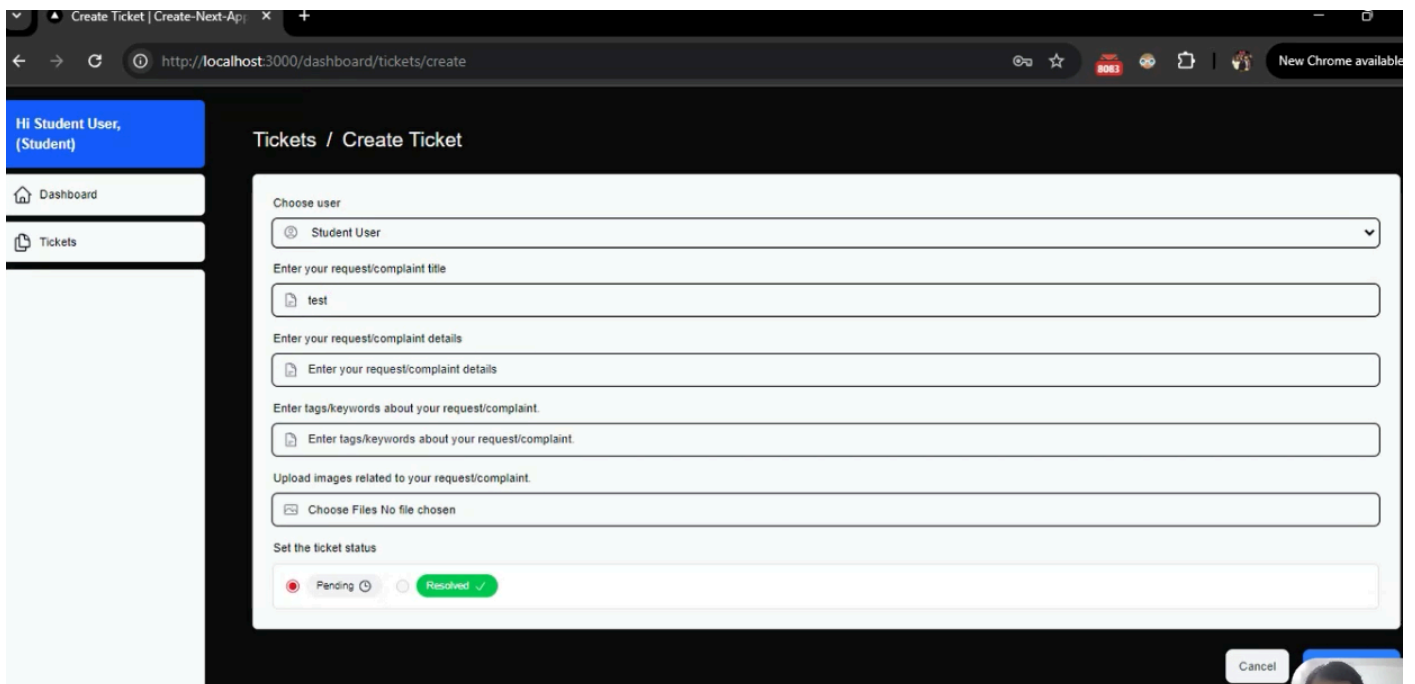 Create Ticket | Create-Next-Ap
http://localhost:3000/dashboard/tickets/create
8083
New Chrome available
Hi Student User,
(Student)
Dashboard
Tickets
Tickets / Create Ticket
Choose user
Student User
Enter your request/complaint title
test
Enter your request/complaint details
Enter your request/complaint details
Enter tags/keywords about your request/complaint.
Enter tags/keywords about your request/complaint.
Upload images related to your request/complaint.
Choose Files No file chosen
Set the ticket status
Pending
Resolved
Cancel